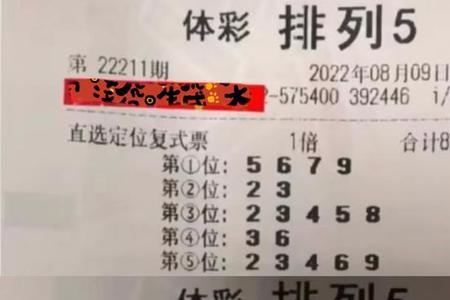 体彩 排列5
第 22211期 2022年08月09日
-575400 392446 i/
直选定位复式票 1倍 合计8
第①位: 5 6 7 9
第②位: 2 3
第③位: 2 3 4 5 8
第④位: 3 6
第⑤位: 2 3 4 6 9
体彩 排列5